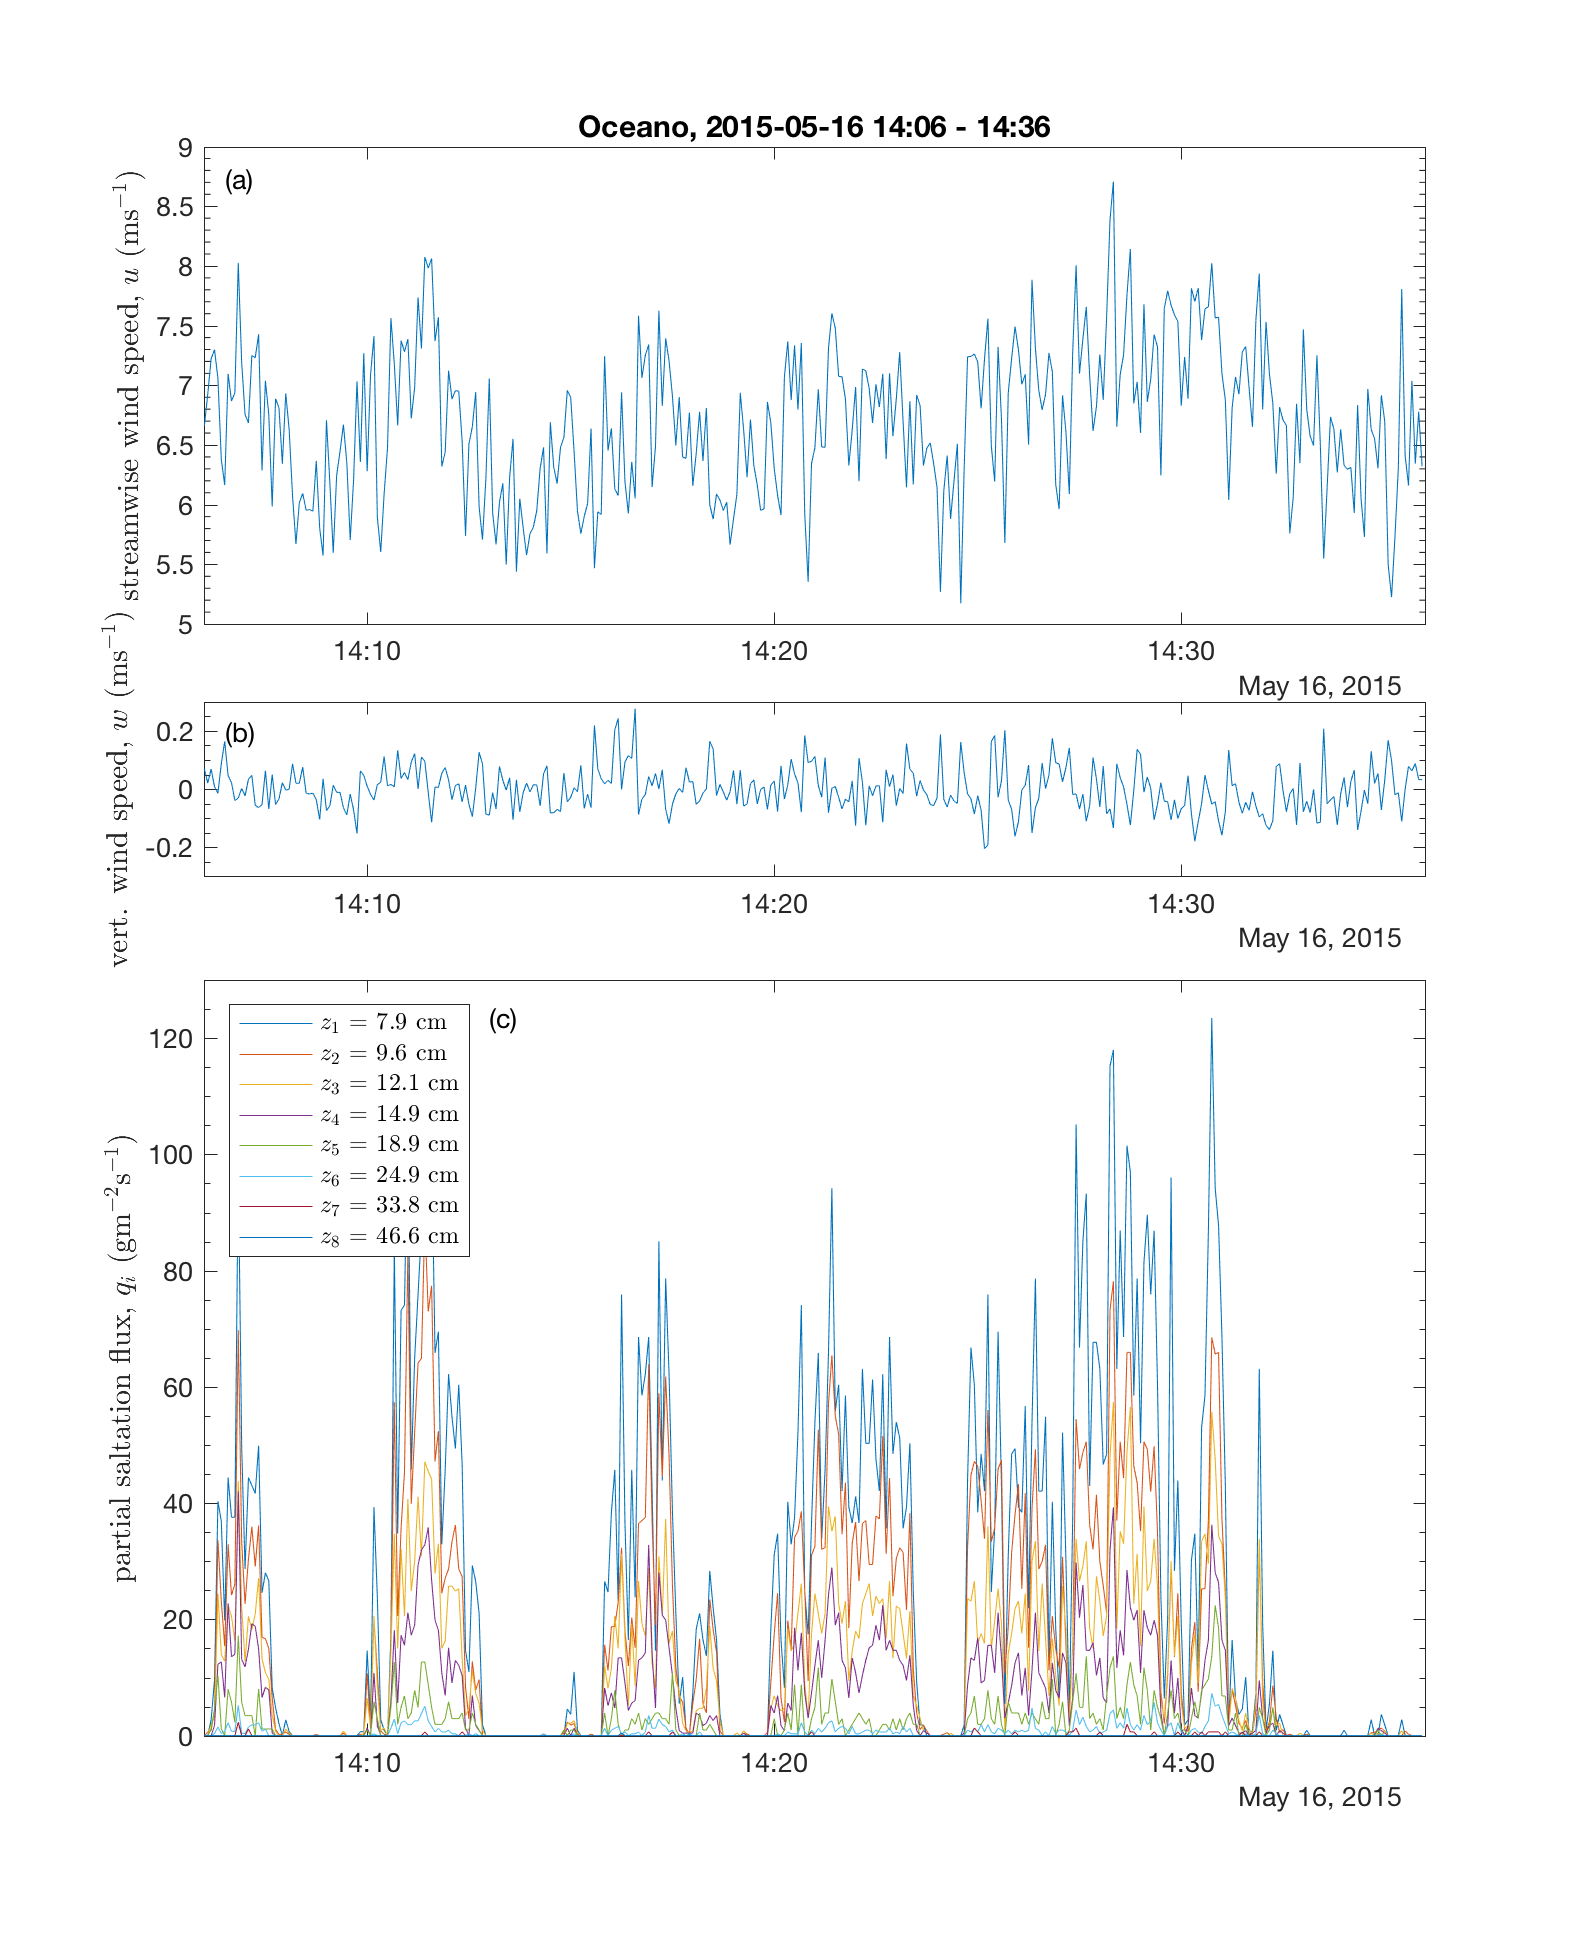 Oceano, 2015-05-16 14:06 - 14:36
(a)
streamwise wind speed, u (ms⁻¹)
9
8.5
8
7.5
7
6.5
6
5.5
5
14:10 14:20 14:30
May 16, 2015
(b)
vert. wind speed, w (ms⁻¹)
0.2
0
-0.2
14:10 14:20 14:30
May 16, 2015
(c)
z₁ = 7.9 cm
z₂ = 9.6 cm
z₃ = 12.1 cm
z₄ = 14.9 cm
z₅ = 18.9 cm
z₆ = 24.9 cm
z₇ = 33.8 cm
z₈ = 46.6 cm
partial saltation flux, qᵢ (gm⁻²s⁻¹)
120
100
80
60
40
20
0
14:10 14:20 14:30
May 16, 2015